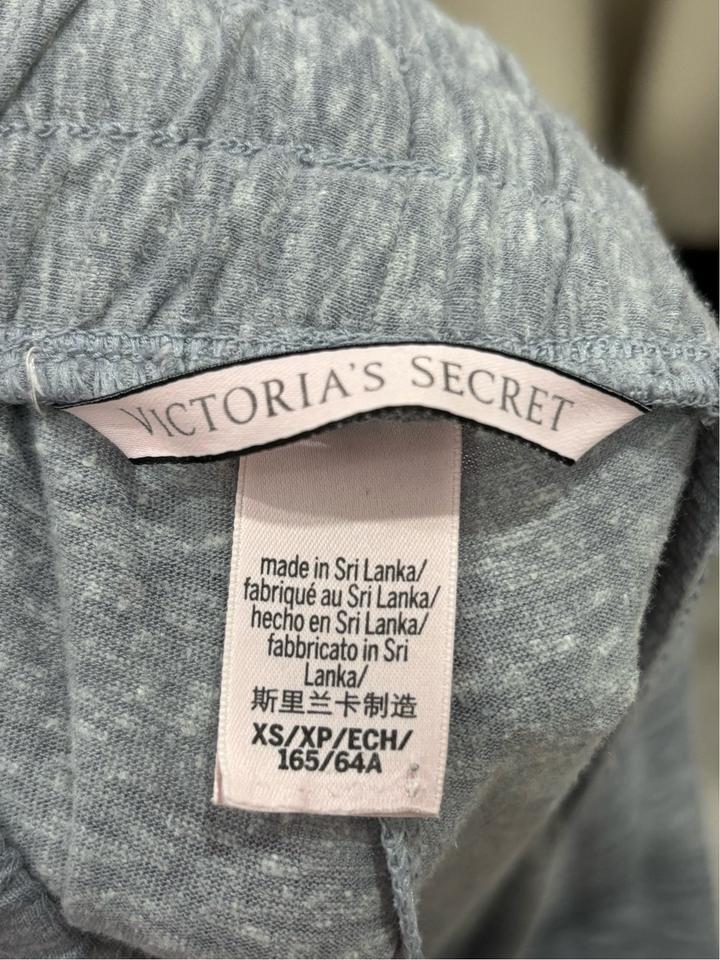 VICTORIA'S SECRET
made in Sri Lanka/
fabriqué au Sri Lanka/
hecho en Sri Lanka/
fabbricato in Sri
Lanka/
斯里兰卡制造
XS/XP/ECH/
165/64A